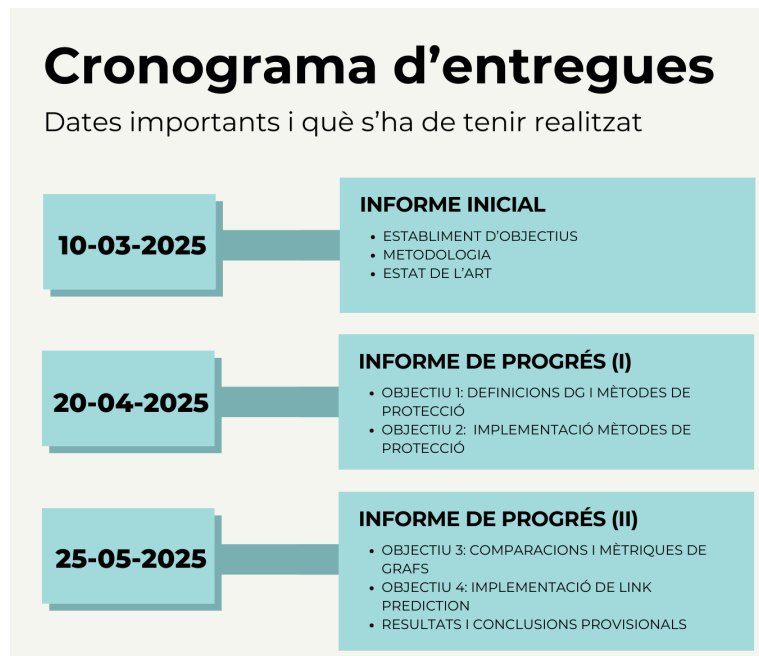 Cronograma d'entregues
Dates importants i què s'ha de tenir realitzat
10-03-2025
INFORME INICIAL
• ESTABLIMENT D'OBJECTIUS
• METODOLOGIA
• ESTAT DE L'ART
20-04-2025
INFORME DE PROGRÉS (I)
• OBJECTIU 1: DEFINICIONS DG I MÈTODES DE
PROTECCIÓ
• OBJECTIU 2: IMPLEMENTACIÓ MÈTODES DE
PROTECCIÓ
25-05-2025
INFORME DE PROGRÉS (II)
• OBJECTIU 3: COMPARACIONS I MÈTRIQUES DE
GRAFS
• OBJECTIU 4: IMPLEMENTACIÓ DE LINK
PREDICTION
• RESULTATS I CONCLUSIONS PROVISIONALS